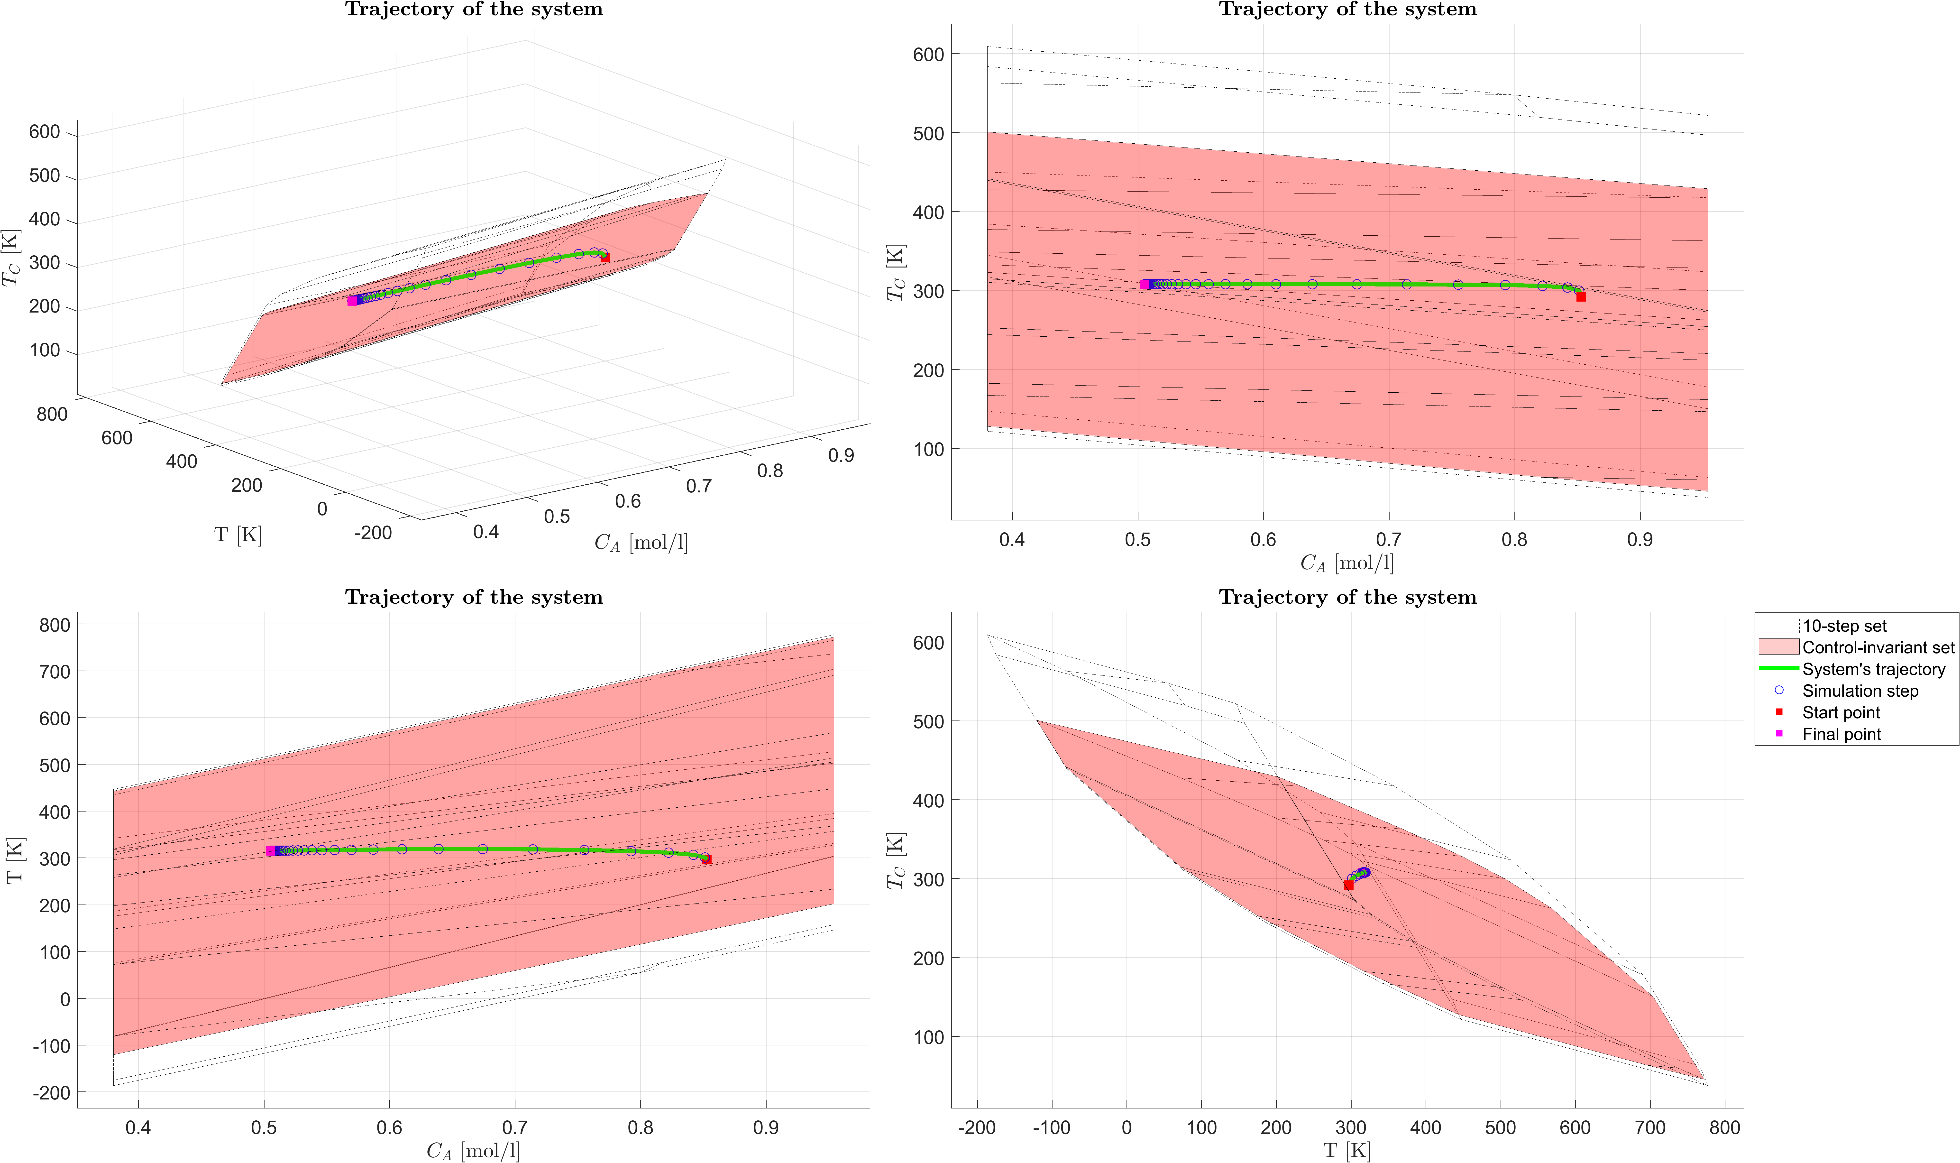 Trajectory of the system
600
500
400
300
200
100
T_C [K]
800
600
400
200
0
-200
T [K]
0.4
0.5
0.6
0.7
0.8
0.9
C_A [mol/l]
Trajectory of the system
600
500
400
300
200
100
T_C [K]
0.4 0.5 0.6 0.7 0.8 0.9
C_A [mol/l]
Trajectory of the system
800
700
600
500
400
300
200
100
0
-100
-200
T [K]
0.4 0.5 0.6 0.7 0.8 0.9
C_A [mol/l]
Trajectory of the system
600
500
400
300
200
100
T_C [K]
-200 -100 0 100 200 300 400 500 600 700 800
T [K]
10-step set
Control-invariant set
System's trajectory
Simulation step
Start point
Final point